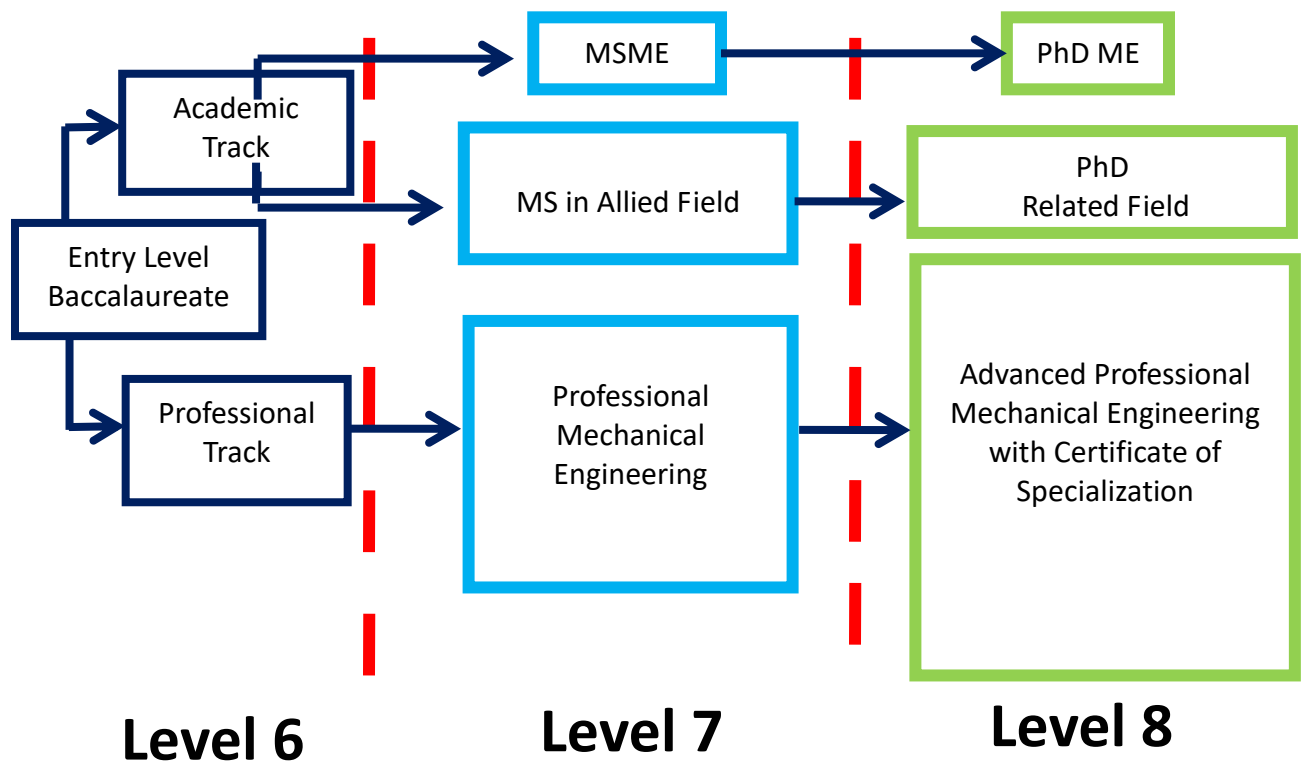 MSME
PhD ME
Academic
Track
PhD
Related Field
MS in Allied Field
Entry Level
Baccalaureate
Professional
Track
Professional
Mechanical
Engineering
Advanced Professional
Mechanical Engineering
with Certificate of
Specialization
Level 6
Level 7
Level 8